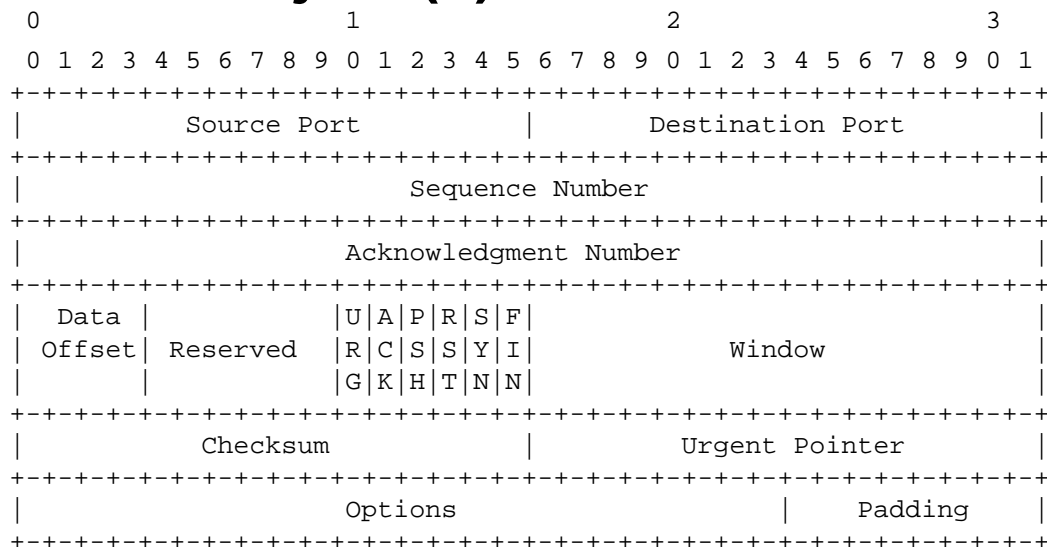 0                   1                   2                   3
0 1 2 3 4 5 6 7 8 9 0 1 2 3 4 5 6 7 8 9 0 1 2 3 4 5 6 7 8 9 0 1
+-+-+-+-+-+-+-+-+-+-+-+-+-+-+-+-+-+-+-+-+-+-+-+-+-+-+-+-+-+-+-+-+
|          Source Port          |       Destination Port        |
+-+-+-+-+-+-+-+-+-+-+-+-+-+-+-+-+-+-+-+-+-+-+-+-+-+-+-+-+-+-+-+-+
|                        Sequence Number                        |
+-+-+-+-+-+-+-+-+-+-+-+-+-+-+-+-+-+-+-+-+-+-+-+-+-+-+-+-+-+-+-+-+
|                    Acknowledgment Number                      |
+-+-+-+-+-+-+-+-+-+-+-+-+-+-+-+-+-+-+-+-+-+-+-+-+-+-+-+-+-+-+-+-+
|  Data |           |U|A|P|R|S|F|                               |
| Offset| Reserved  |R|C|S|S|Y|I|            Window             |
|       |           |G|K|H|T|N|N|                               |
+-+-+-+-+-+-+-+-+-+-+-+-+-+-+-+-+-+-+-+-+-+-+-+-+-+-+-+-+-+-+-+-+
|           Checksum            |         Urgent Pointer        |
+-+-+-+-+-+-+-+-+-+-+-+-+-+-+-+-+-+-+-+-+-+-+-+-+-+-+-+-+-+-+-+-+
|                    Options                    |    Padding    |
+-+-+-+-+-+-+-+-+-+-+-+-+-+-+-+-+-+-+-+-+-+-+-+-+-+-+-+-+-+-+-+-+